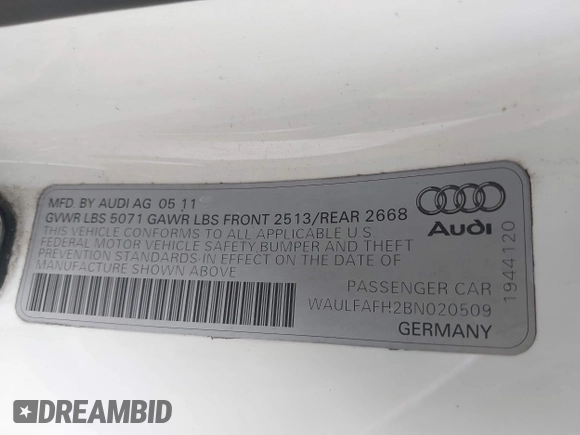 MFD. BY AUDI AG 05 11
GVWR LBS 5071 GAWR LBS FRONT 2513/REAR 2668
THIS VEHICLE CONFORMS TO ALL APPLICABLE U.S.
FEDERAL MOTOR VEHICLE SAFETY,BUMPER AND THEFT
PREVENTION STANDARDS IN EFFECT ON THE DATE OF
MANUFACTURE SHOWN ABOVE
Audi
1944120
PASSENGER CAR
WAULFAFH2BN020509
GERMANY
DREAMBID